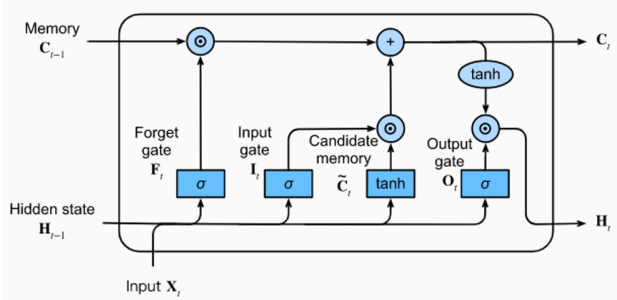 Memory
C_{t-1}
⊙
+
C_t
tanh
Forget
gate
F_t
Input
gate
I_t
Candidate
memory
C̃_t
⊙
Output
gate
O_t
⊙
σ
σ
tanh
σ
Hidden state
H_{t-1}
H_t
Input X_t